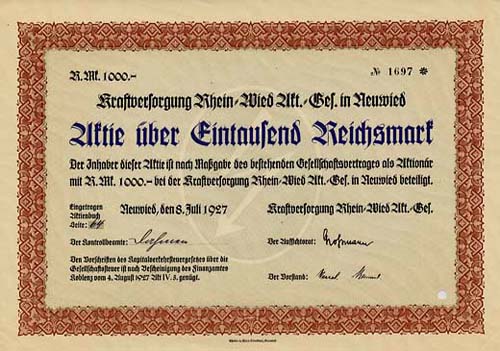 R.Mk. 1000.-
№ 1697 ✻
Kraftversorgung Rhein-Wied Akt.-Ges. in Neuwied
Aktie über Eintausend Reichsmark
Der Inhaber dieser Aktie ist nach Maßgabe des bestehenden Gesellschaftsvertrages als Aktionär
mit R.Mk. 1000.- bei der Kraftversorgung Rhein-Wied Akt.-Ges. in Neuwied beteiligt.
Eingetragen
Aktienbuch
Seite:
Neuwied, den 8. Juli 1927
Kraftversorgung Rhein-Wied Akt.-Ges.
Der Kontrollbeamte:
Der Aufsichtsrat: Hofmann
Den Vorschriften des Kapitalverkehrsteuergesetzes über die
Gesellschaftsteuer ist nach Bescheinigung des Finanzamtes
Koblenz vom 4. August 1927 Akt IV. 3. genügt.
Der Vorstand: